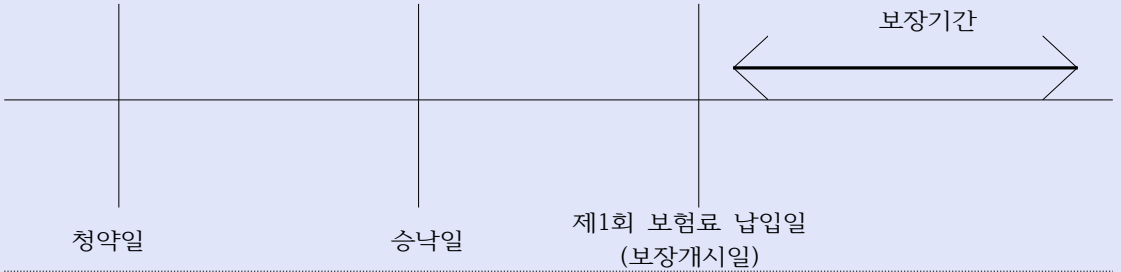 보장기간
청약일
승낙일
제1회 보험료 납입일
(보장개시일)